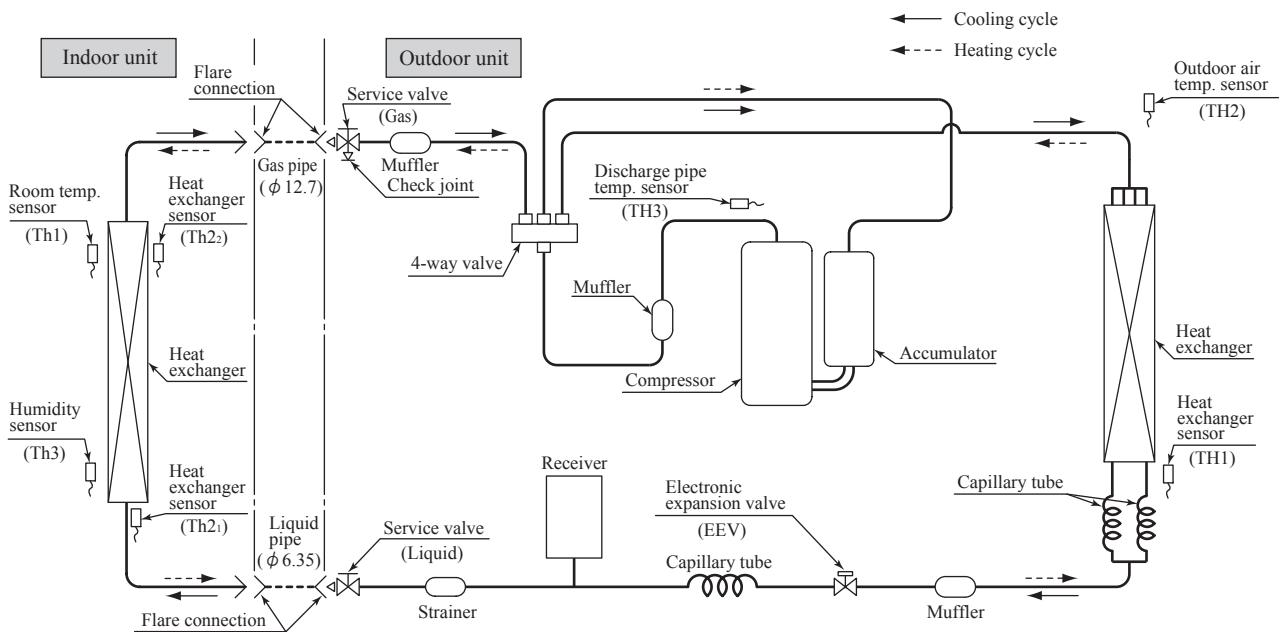 Cooling cycle
Heating cycle
Indoor unit
Outdoor unit
Flare
connection
Service valve
(Gas)
Outdoor air
temp. sensor
(TH2)
Gas pipe
(ϕ 12.7)
Muffler
Check joint
Discharge pipe
temp. sensor
(TH3)
Room temp.
sensor
(Th1)
Heat
exchanger
sensor
(Th2₂)
4-way valve
Muffler
Heat
exchanger
Accumulator
Compressor
Heat
exchanger
Humidity
sensor
(Th3)
Heat
exchanger
sensor
(TH1)
Receiver
Heat
exchanger
sensor
(Th2₁)
Liquid
pipe
(ϕ 6.35)
Service valve
(Liquid)
Electronic
expansion valve
(EEV)
Capillary tube
Capillary tube
Strainer
Muffler
Flare connection